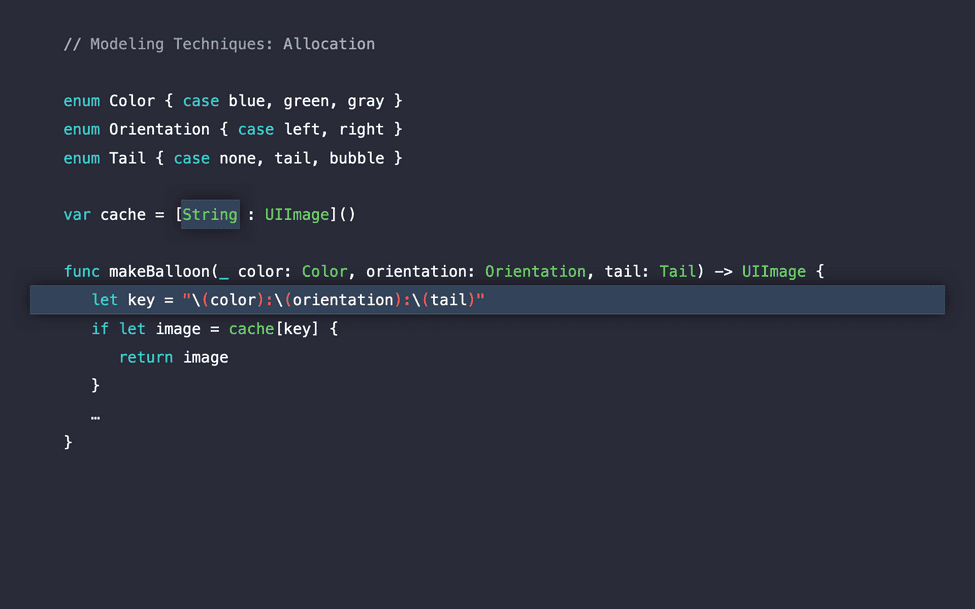 // Modeling Techniques: Allocation
enum Color { case blue, green, gray }
enum Orientation { case left, right }
enum Tail { case none, tail, bubble }
var cache = [String : UIImage]()
func makeBalloon(_ color: Color, orientation: Orientation, tail: Tail) -> UIImage {
let key = "\(color):\(orientation):\(tail)"
if let image = cache[key] {
return image
}
…
}